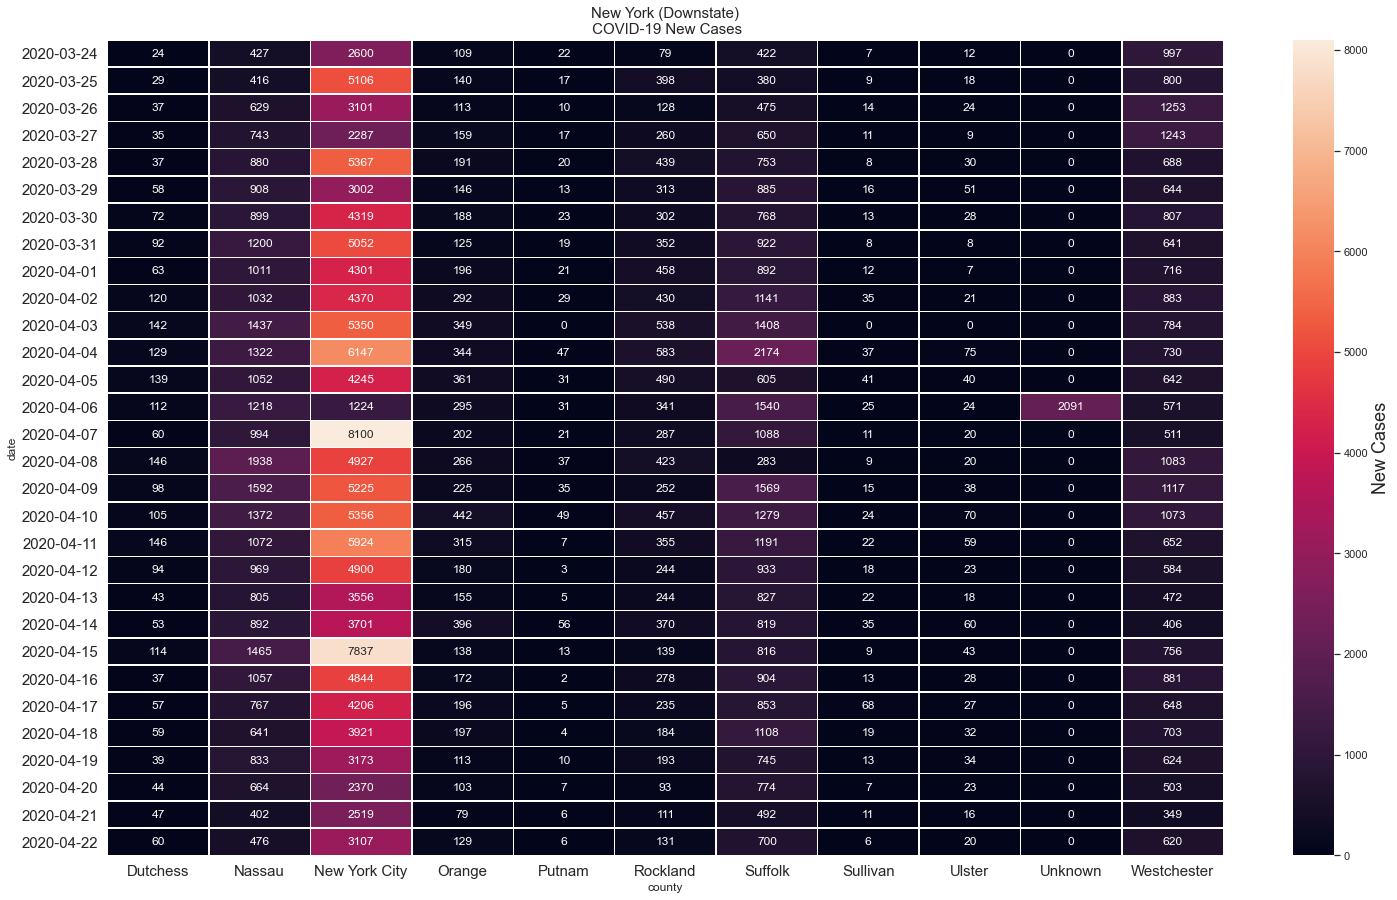 New York (Downstate)
COVID-19 New Cases
2020-03-24 24 427 2600 109 22 79 422 7 12 0 997
2020-03-25 29 416 5106 140 17 398 380 9 18 0 800
2020-03-26 37 629 3101 113 10 128 475 14 24 0 1253
2020-03-27 35 743 2287 159 17 260 650 11 9 0 1243
2020-03-28 37 880 5367 191 20 439 753 8 30 0 688
2020-03-29 58 908 3002 146 13 313 885 16 51 0 644
2020-03-30 72 899 4319 188 23 302 768 13 28 0 807
2020-03-31 92 1200 5052 125 19 352 922 8 8 0 641
2020-04-01 63 1011 4301 196 21 458 892 12 7 0 716
2020-04-02 120 1032 4370 292 29 430 1141 35 21 0 883
2020-04-03 142 1437 5350 349 0 538 1408 0 0 0 784
2020-04-04 129 1322 6147 344 47 583 2174 37 75 0 730
2020-04-05 139 1052 4245 361 31 490 605 41 40 0 642
2020-04-06 112 1218 1224 295 31 341 1540 25 24 2091 571
2020-04-07 60 994 8100 202 21 287 1088 11 20 0 511
2020-04-08 146 1938 4927 266 37 423 283 9 20 0 1083
2020-04-09 98 1592 5225 225 35 252 1569 15 38 0 1117
2020-04-10 105 1372 5356 442 49 457 1279 24 70 0 1073
2020-04-11 146 1072 5924 315 7 355 1191 22 59 0 652
2020-04-12 94 969 4900 180 3 244 933 18 23 0 584
2020-04-13 43 805 3556 155 5 244 827 22 18 0 472
2020-04-14 53 892 3701 396 56 370 819 35 60 0 406
2020-04-15 114 1465 7837 138 13 139 816 9 43 0 756
2020-04-16 37 1057 4844 172 2 278 904 13 28 0 881
2020-04-17 57 767 4206 196 5 235 853 68 27 0 648
2020-04-18 59 641 3921 197 4 184 1108 19 32 0 703
2020-04-19 39 833 3173 113 10 193 745 13 34 0 624
2020-04-20 44 664 2370 103 7 93 774 7 23 0 503
2020-04-21 47 402 2519 79 6 111 492 11 16 0 349
2020-04-22 60 476 3107 129 6 131 700 6 20 0 620
Dutchess Nassau New York City Orange Putnam Rockland Suffolk Sullivan Ulster Unknown Westchester
county
date
8000
7000
6000
5000
4000
3000
2000
1000
0
New Cases